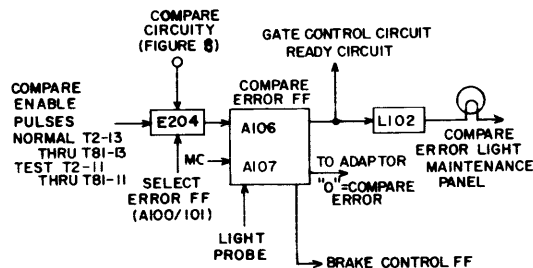 COMPARE
CIRCUITY
(FIGURE 8)
GATE CONTROL CIRCUIT
READY CIRCUIT
COMPARE
ENABLE
PULSES
NORMAL T2-13
THRU T81-13
TEST T2-11
THRU T81-11
E204
COMPARE
ERROR FF
A106
A107
MC
SELECT
ERROR FF
(A100/101)
LIGHT
PROBE
L102
COMPARE
ERROR LIGHT
MAINTENANCE
PANEL
TO ADAPTOR
"0"=COMPARE
ERROR
BRAKE CONTROL FF